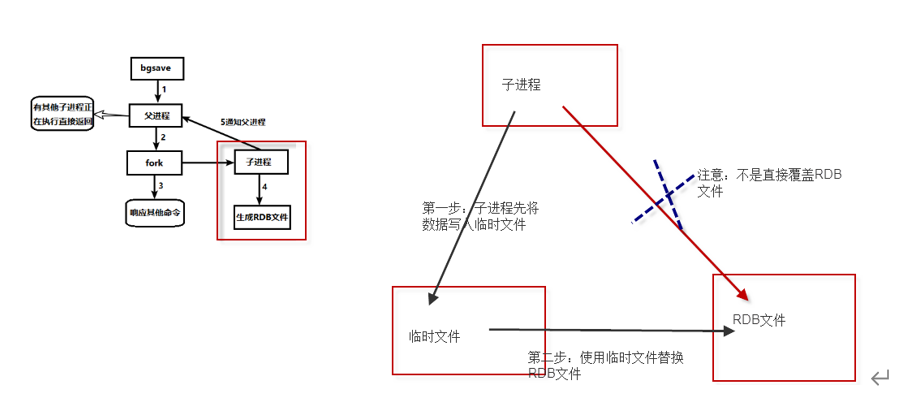 bgsave
1
有其他子进程正
在执行直接返回
父进程
5通知父进程
2
fork
子进程
3
4
响应其他命令
生成RDB文件
子进程
注意：不是直接覆盖RDB
文件
第一步：子进程先将
数据写入临时文件
临时文件
RDB文件
第二步：使用临时文件替换
RDB文件